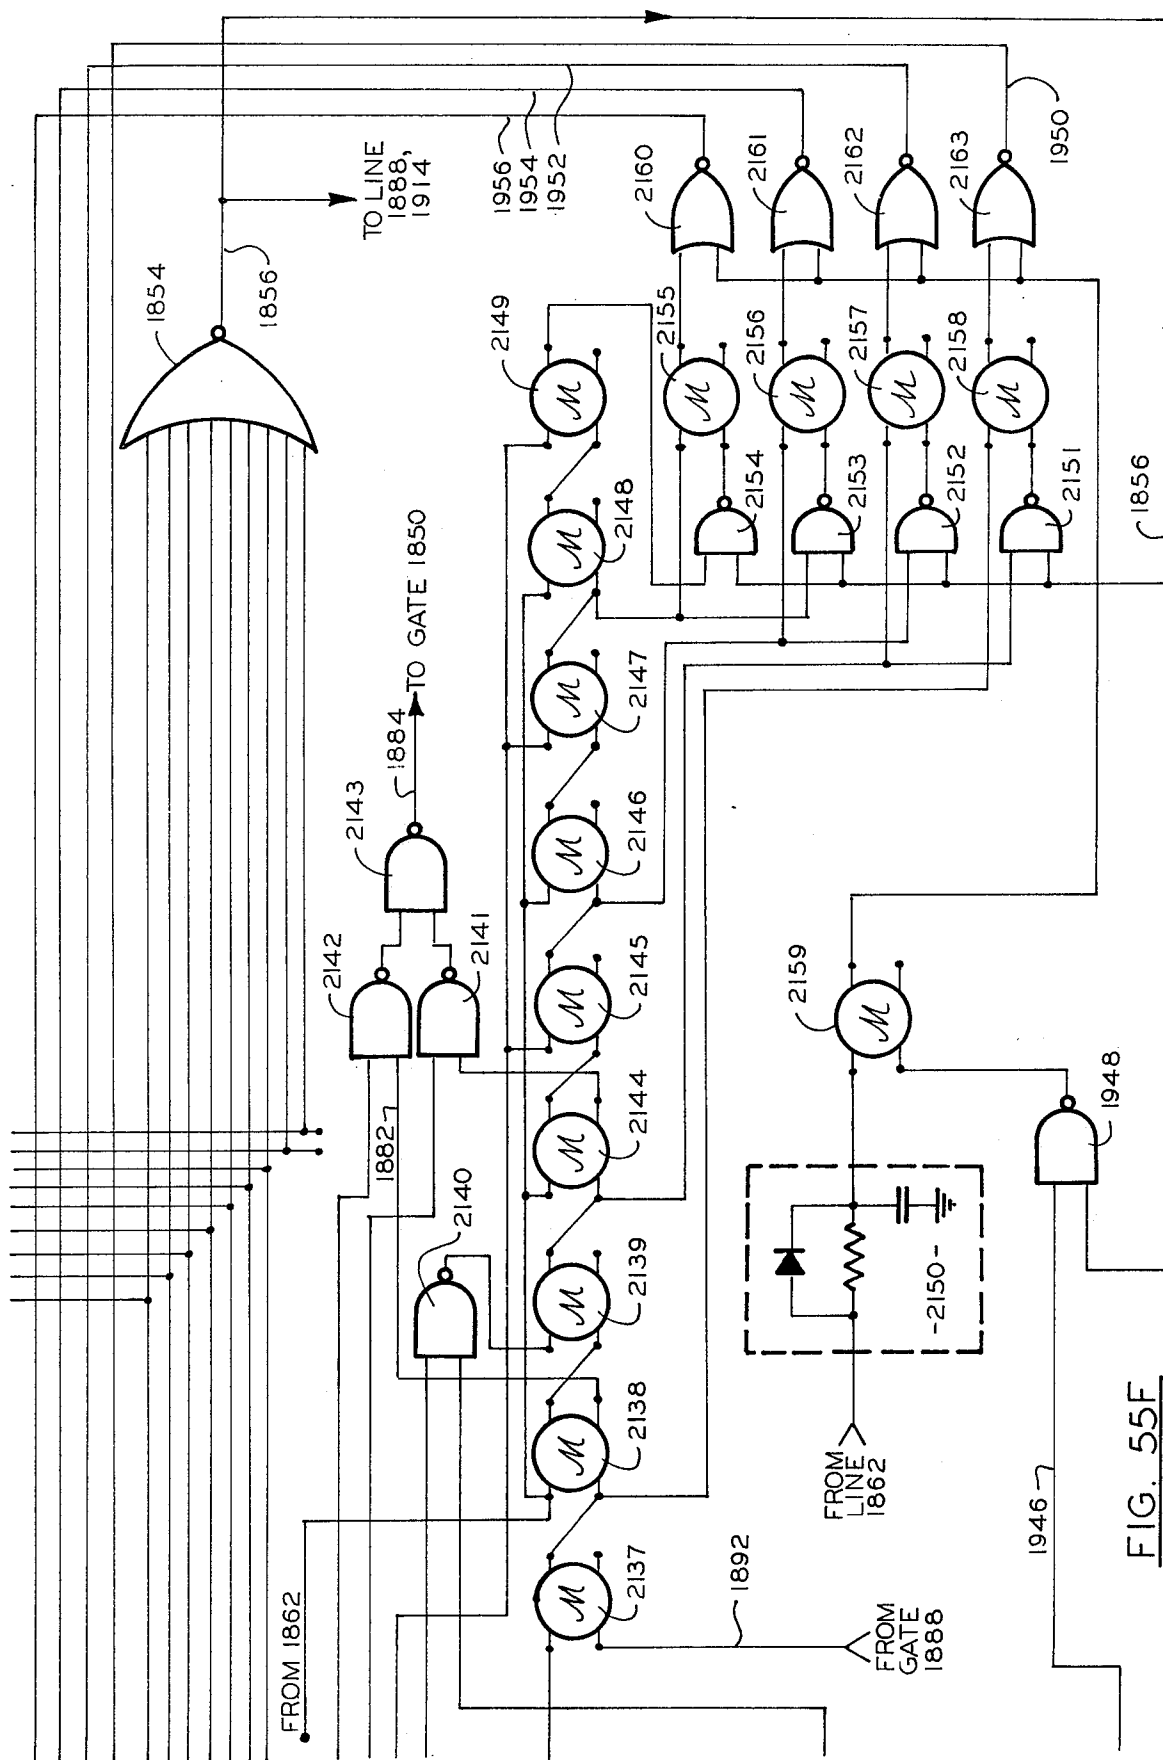 1854
1856
TO LINE
1888,
1914
1956
1954
1952
1950
2160
2161
2162
2163
2149
2155
2156
2157
2158
2148
2154
2153
2152
2151
1856
TO GATE 1850
1884
2143
2147
2146
2142
2141
2145
2159
1948
1882
2140
2144
2139
-2150-
2138
FROM
LINE
1862
1946
FROM 1862
2137
1892
FROM
GATE
1888
M
M
M
M
M
M
M
M
M
M
M
M
M
M
FIG. 55F